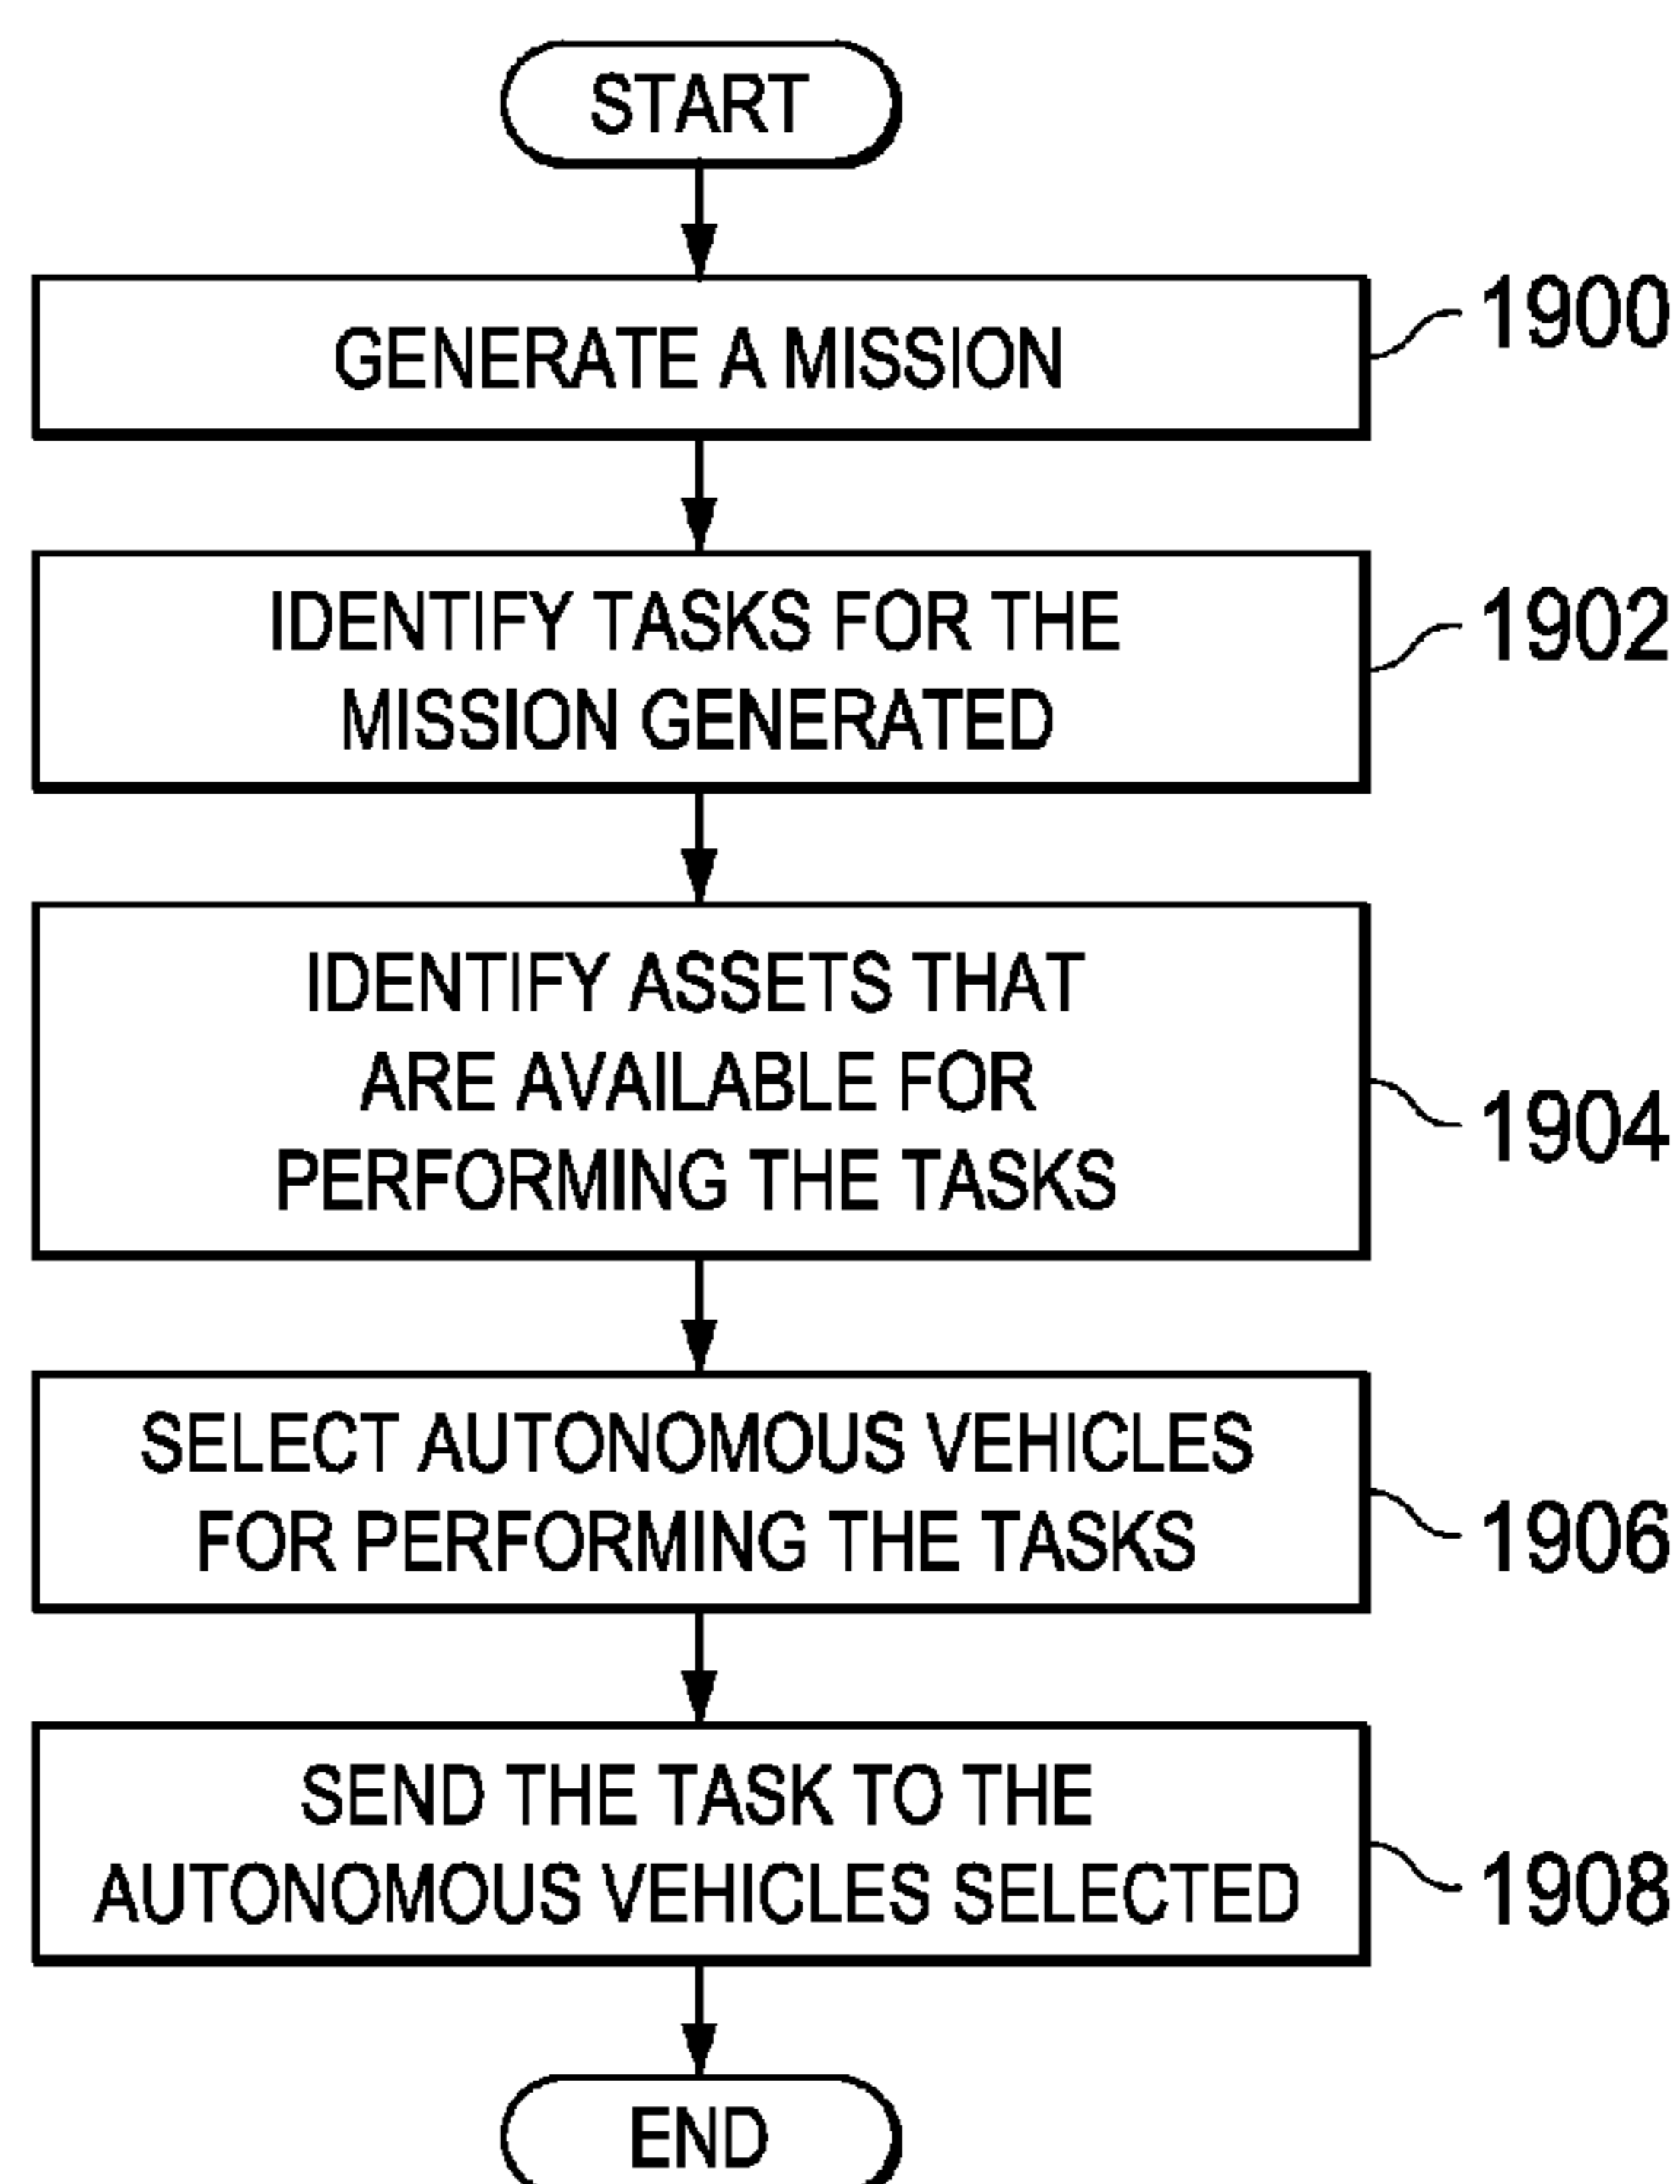 START
GENERATE A MISSION
1900
IDENTIFY TASKS FOR THE
MISSION GENERATED
1902
IDENTIFY ASSETS THAT
ARE AVAILABLE FOR
PERFORMING THE TASKS
1904
SELECT AUTONOMOUS VEHICLES
FOR PERFORMING THE TASKS
1906
SEND THE TASK TO THE
AUTONOMOUS VEHICLES SELECTED
1908
END